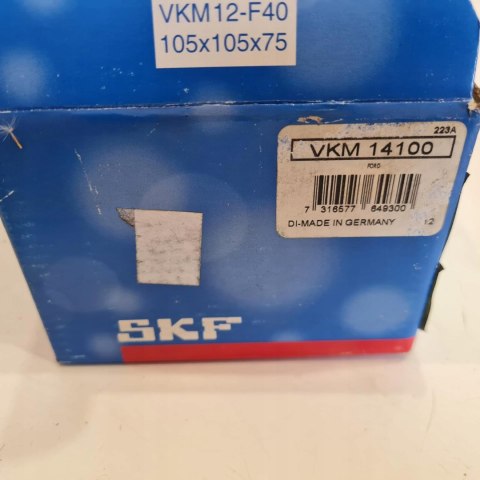 VKM12-F40
105x105x75
223A
VKM 14100
FORD
7 316577 649300
DI-MADE IN GERMANY 12
SKF